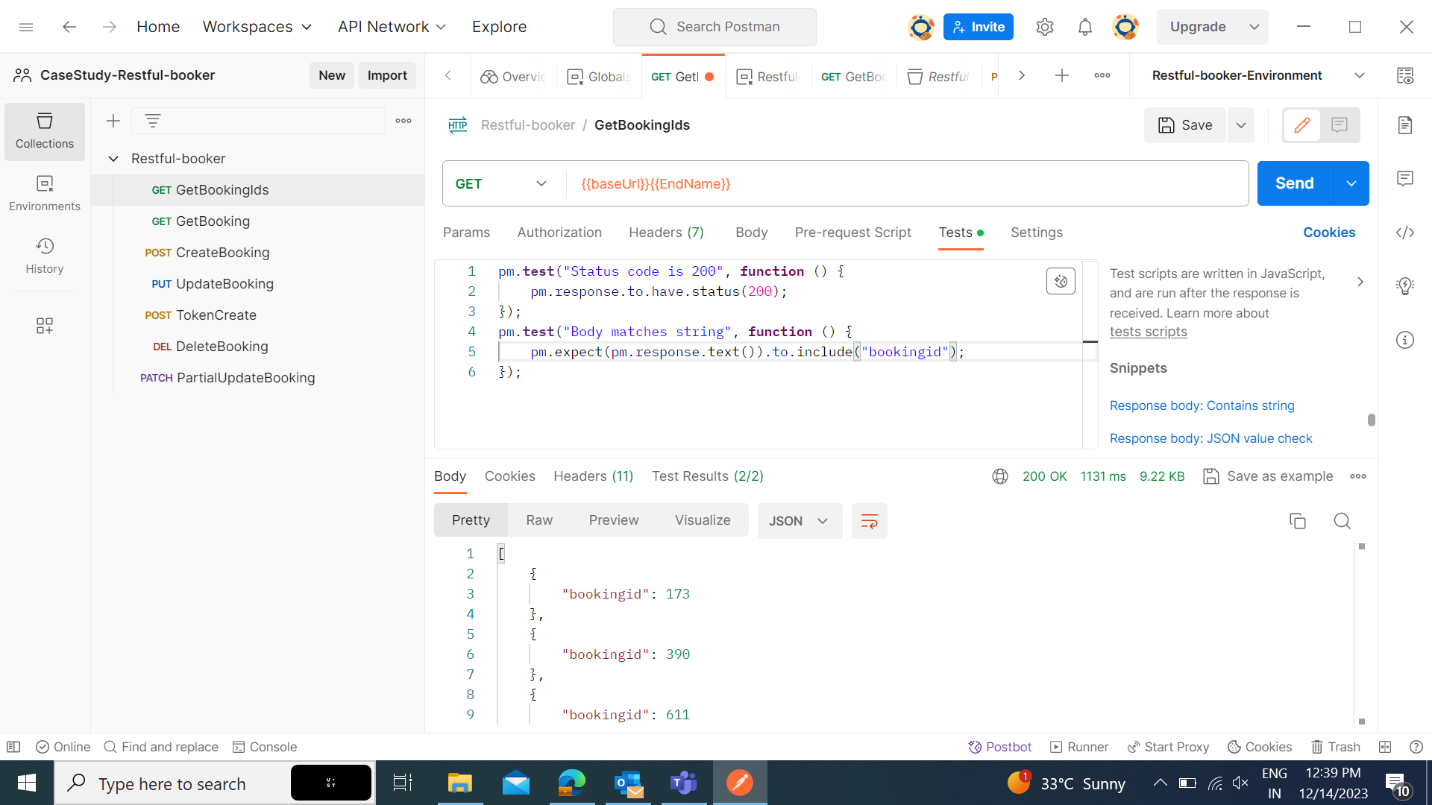 Home Workspaces API Network Explore Search Postman Invite Upgrade
CaseStudy-Restful-booker New Import Overvie Globals GET GetI Restful GET GetBoo Restful P Restful-booker-Environment
Collections
Environments
History
Restful-booker
GET GetBookingIds
GET GetBooking
POST CreateBooking
PUT UpdateBooking
POST TokenCreate
DEL DeleteBooking
PATCH PartialUpdateBooking
HTTP Restful-booker / GetBookingIds Save
GET {{baseUrl}}{{EndName}} Send
Params Authorization Headers (7) Body Pre-request Script Tests Settings Cookies
1 pm.test("Status code is 200", function () {
2 pm.response.to.have.status(200);
3 });
4 pm.test("Body matches string", function () {
5 pm.expect(pm.response.text()).to.include("bookingid");
6 });
Test scripts are written in JavaScript,
and are run after the response is
received. Learn more about
tests scripts
Snippets
Response body: Contains string
Response body: JSON value check
Body Cookies Headers (11) Test Results (2/2) 200 OK 1131 ms 9.22 KB Save as example
Pretty Raw Preview Visualize JSON
1 [
2 {
3 "bookingid": 173
4 },
5 {
6 "bookingid": 390
7 },
8 {
9 "bookingid": 611
Online Find and replace Console Postbot Runner Start Proxy Cookies Trash
Type here to search 1 33°C Sunny ENG 12:39 PM
IN 12/14/2023 10